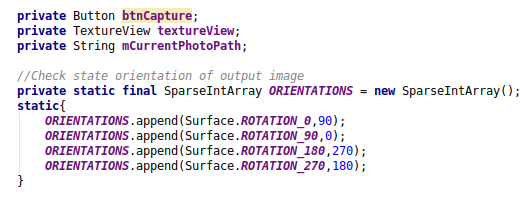 private Button btnCapture;
private TextureView textureView;
private String mCurrentPhotoPath;
//Check state orientation of output image
private static final SparseIntArray ORIENTATIONS = new SparseIntArray();
static{
ORIENTATIONS.append(Surface.ROTATION_0,90);
ORIENTATIONS.append(Surface.ROTATION_90,0);
ORIENTATIONS.append(Surface.ROTATION_180,270);
ORIENTATIONS.append(Surface.ROTATION_270,180);
}